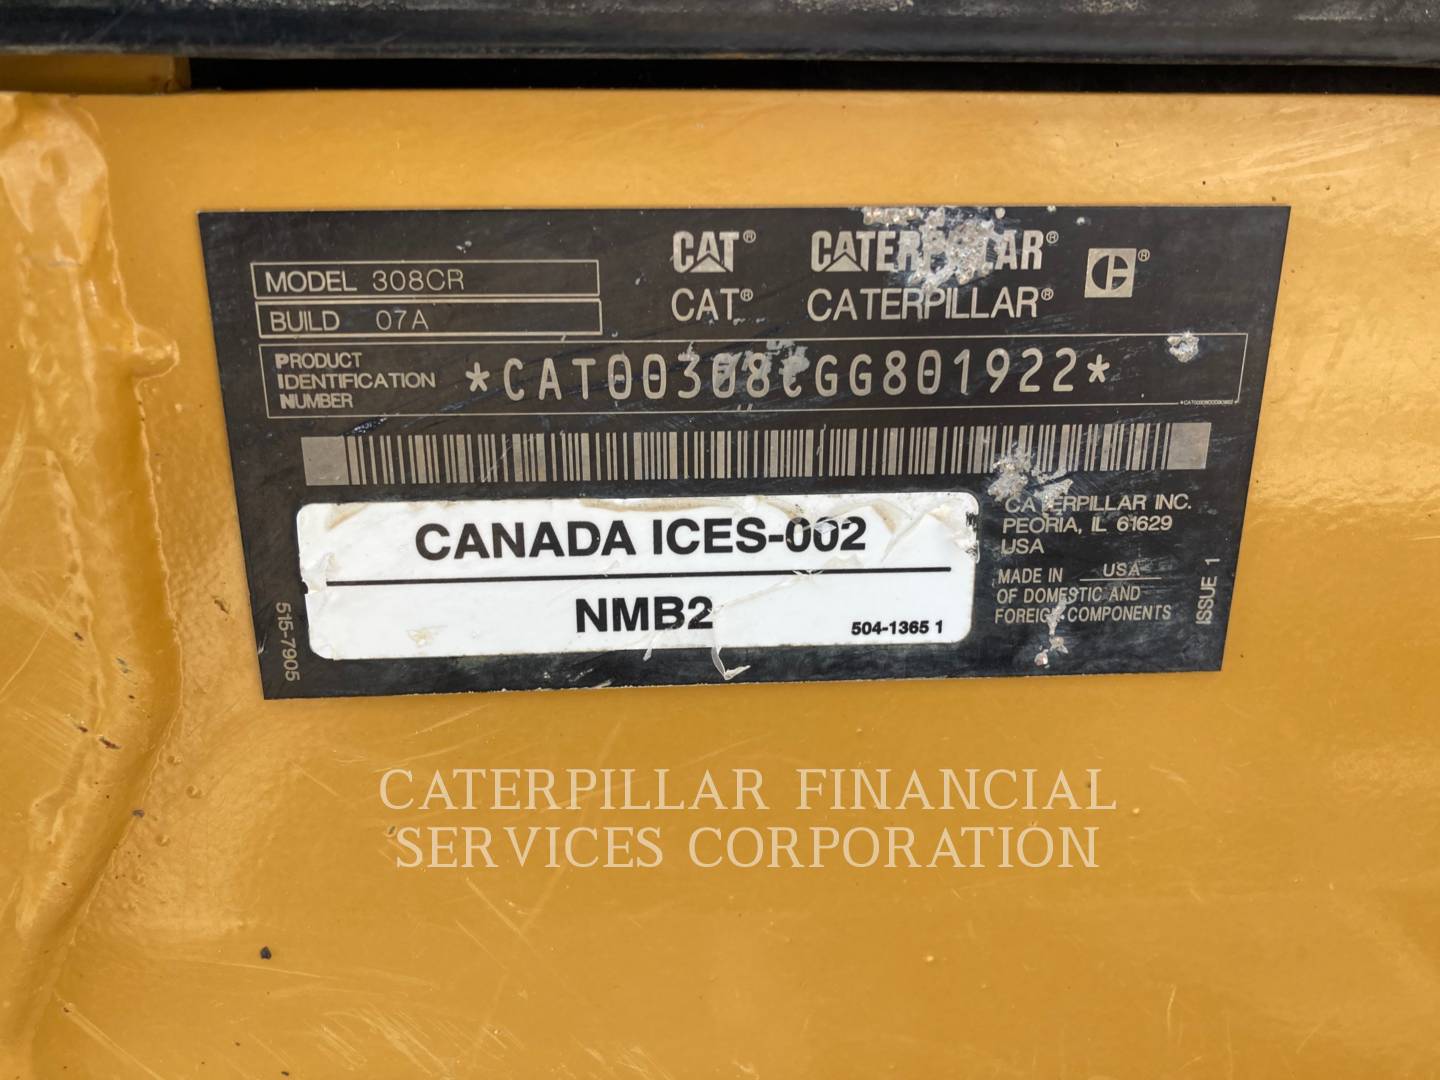 CAT® CATERPILLAR®
CAT® CATERPILLAR®
MODEL 308CR
BUILD 07A
PRODUCT IDENTIFICATION NUMBER *CAT00308CGG801922*
CANADA ICES-002
NMB2
504-1365 1
CATERPILLAR INC.
PEORIA, IL 61629
USA
MADE IN USA
OF DOMESTIC AND
FOREIGN COMPONENTS
ISSUE 1
515-7905
CATERPILLAR FINANCIAL
SERVICES CORPORATION